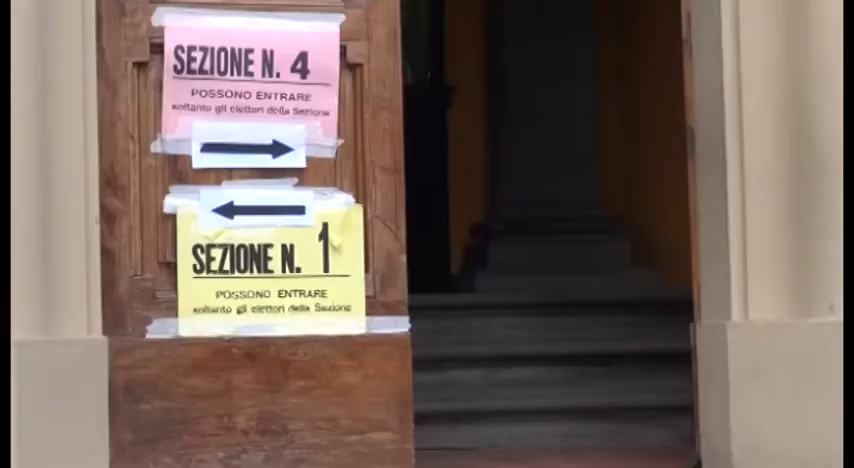 SEZIONE N. 4
POSSONO ENTRARE
soltanto gli elettori della Sezione
SEZIONE N. 1
POSSONO ENTRARE
soltanto gli elettori della Sezione